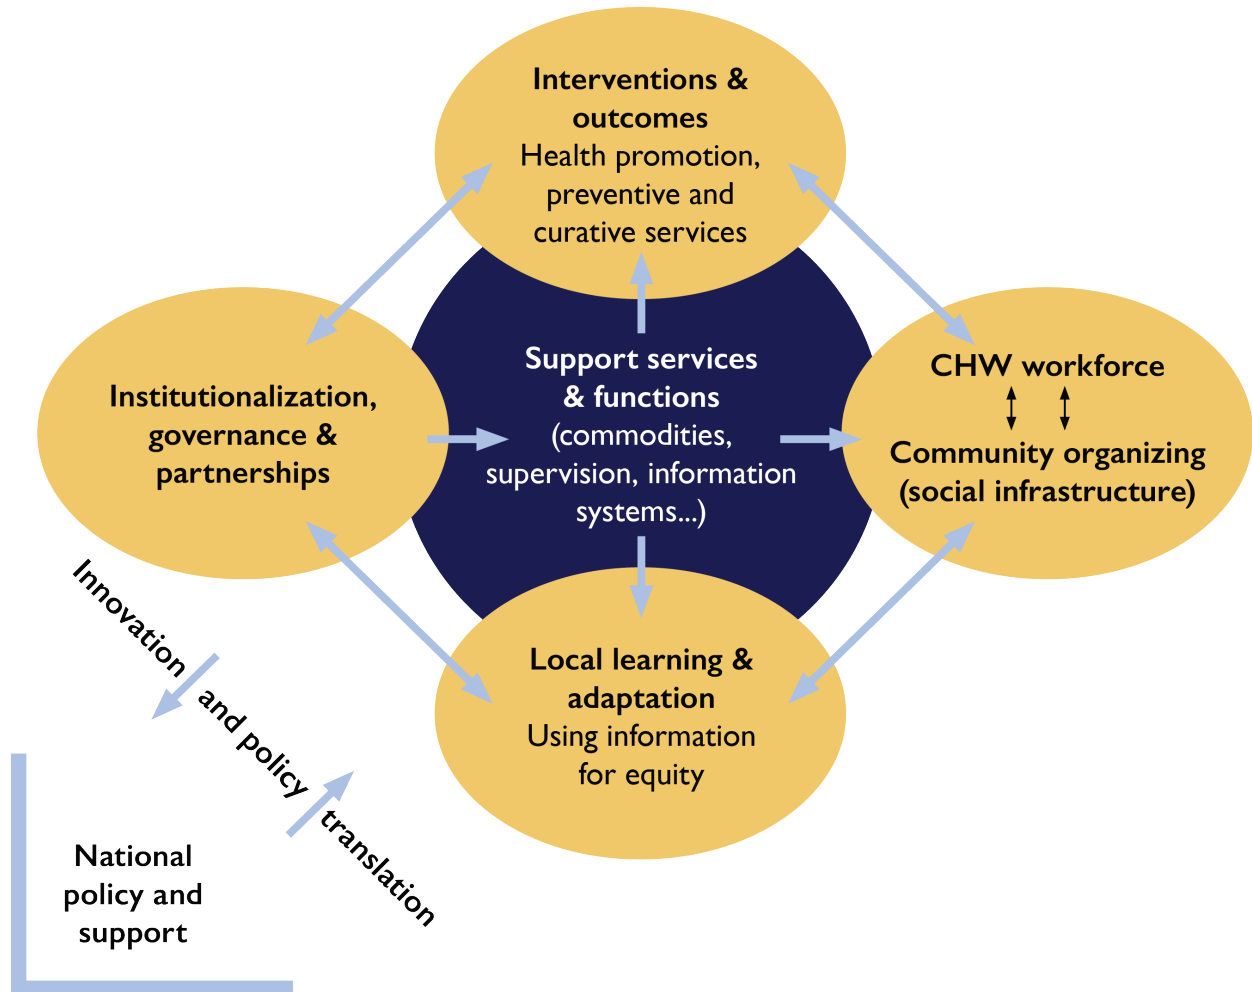 Interventions &
outcomes
Health promotion,
preventive and
curative services
Institutionalization,
governance &
partnerships
Support services
& functions
(commodities,
supervision, information
systems...)
CHW workforce
Community organizing
(social infrastructure)
Local learning &
adaptation
Using information
for equity
Innovation and policy translation
National
policy and
support